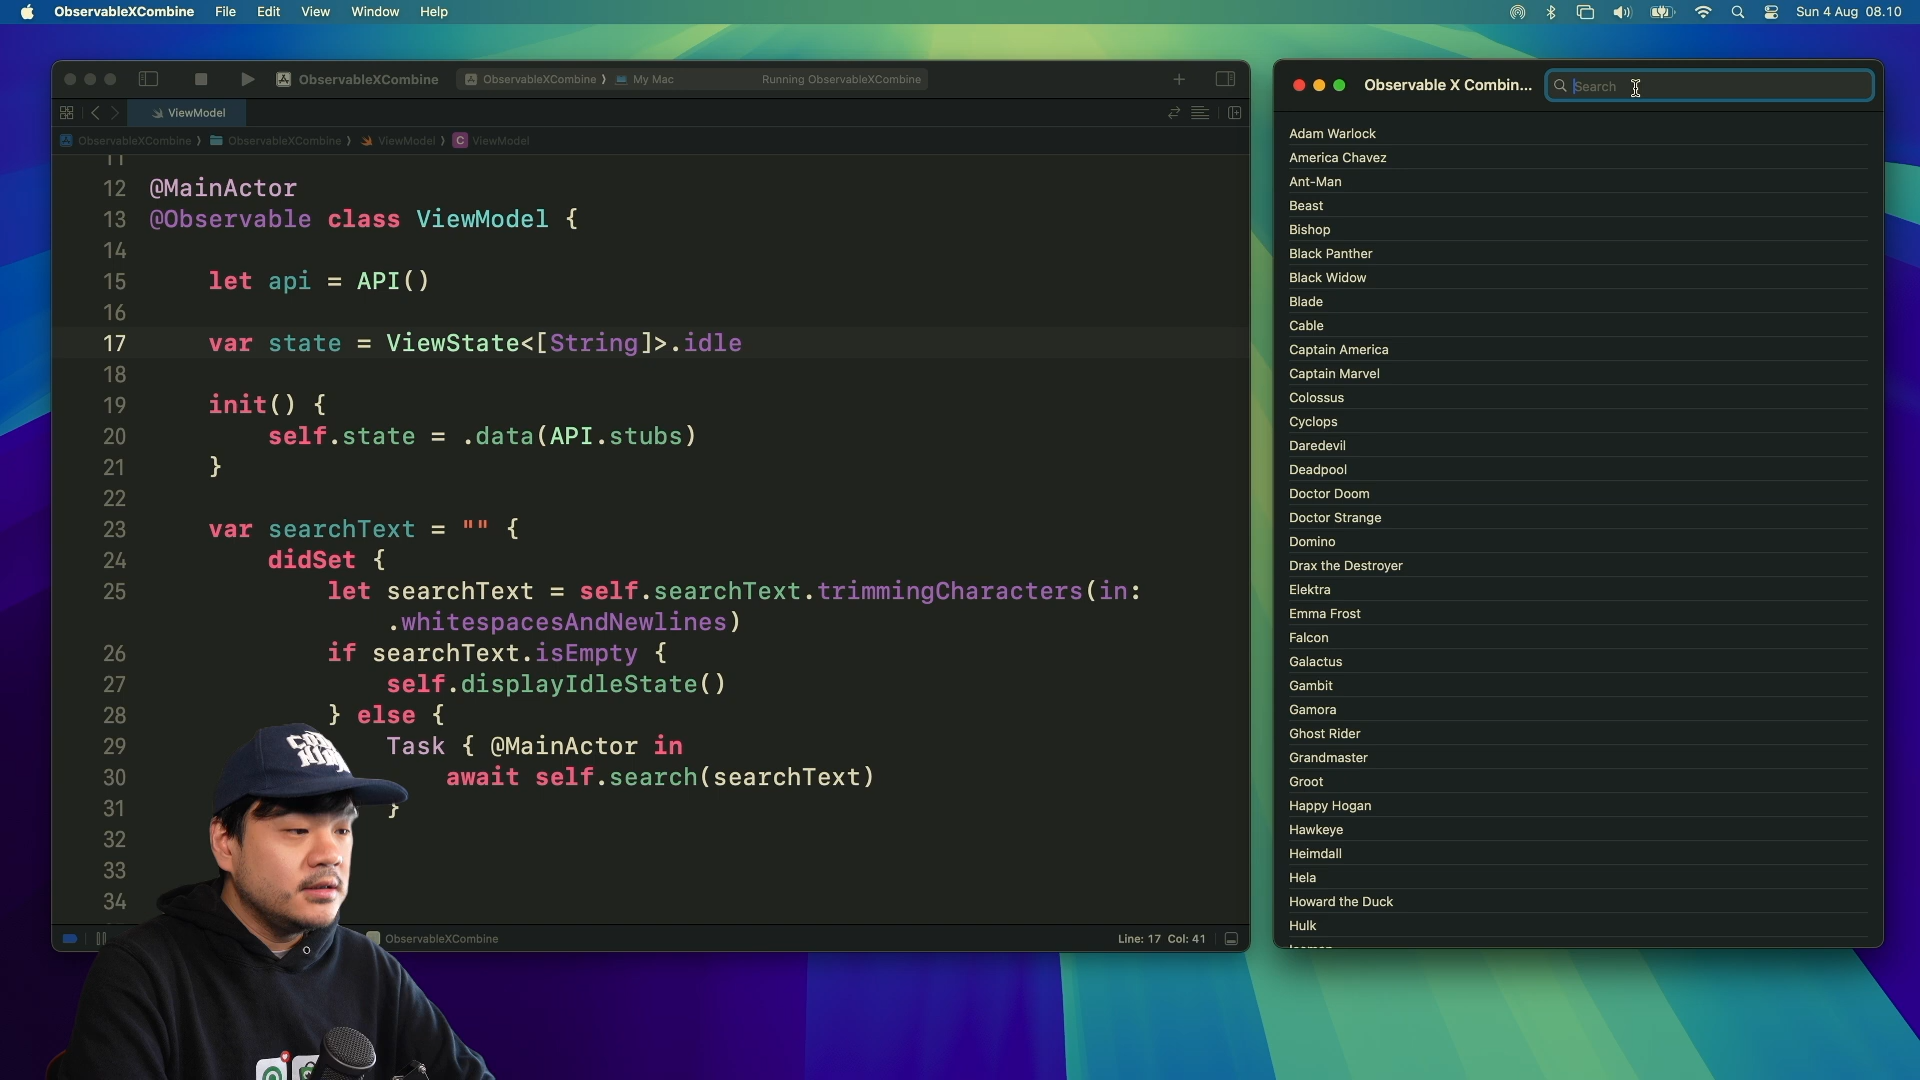 ObservableXCombine File Edit View Window Help
Sun 4 Aug 08.10
ObservableXCombine
ObservableXCombine 〉 My Mac
Running ObservableXCombine
ViewModel
ObservableXCombine 〉 ObservableXCombine 〉 ViewModel 〉 C ViewModel
11
12 @MainActor
13 @Observable class ViewModel {
14
15 let api = API()
16
17 var state = ViewState<[String]>.idle
18
19 init() {
20 self.state = .data(API.stubs)
21 }
22
23 var searchText = "" {
24 didSet {
25 let searchText = self.searchText.trimmingCharacters(in:
.whitespacesAndNewlines)
26 if searchText.isEmpty {
27 self.displayIdleState()
28 } else {
29 Task { @MainActor in
30 await self.search(searchText)
31 }
32
33
34
ObservableXCombine
Line: 17 Col: 41
Observable X Combin...
Search
Adam Warlock
America Chavez
Ant-Man
Beast
Bishop
Black Panther
Black Widow
Blade
Cable
Captain America
Captain Marvel
Colossus
Cyclops
Daredevil
Deadpool
Doctor Doom
Doctor Strange
Domino
Drax the Destroyer
Elektra
Emma Frost
Falcon
Galactus
Gambit
Gamora
Ghost Rider
Grandmaster
Groot
Happy Hogan
Hawkeye
Heimdall
Hela
Howard the Duck
Hulk